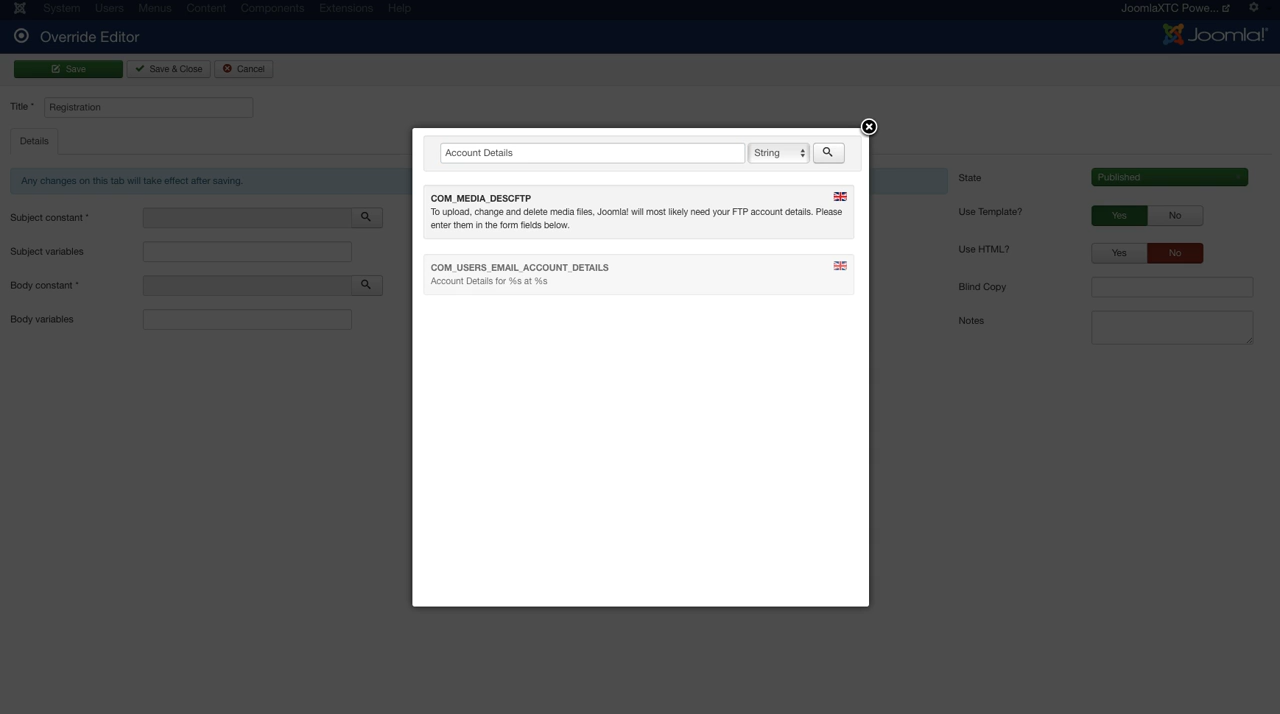 System Users Menus Content Components Extensions Help JoomlaXTC Powe...
Override Editor Joomla!®
Save Save & Close Cancel
Title * Registration
Details
Account Details String
Any changes on this tab will take effect after saving.
Subject constant *
Subject variables
Body constant *
Body variables
COM_MEDIA_DESCFTP
To upload, change and delete media files, Joomla! will most likely need your FTP account details. Please
enter them in the form fields below.
COM_USERS_EMAIL_ACCOUNT_DETAILS
Account Details for %s at %s
State Published
Use Template? Yes No
Use HTML? Yes No
Blind Copy
Notes